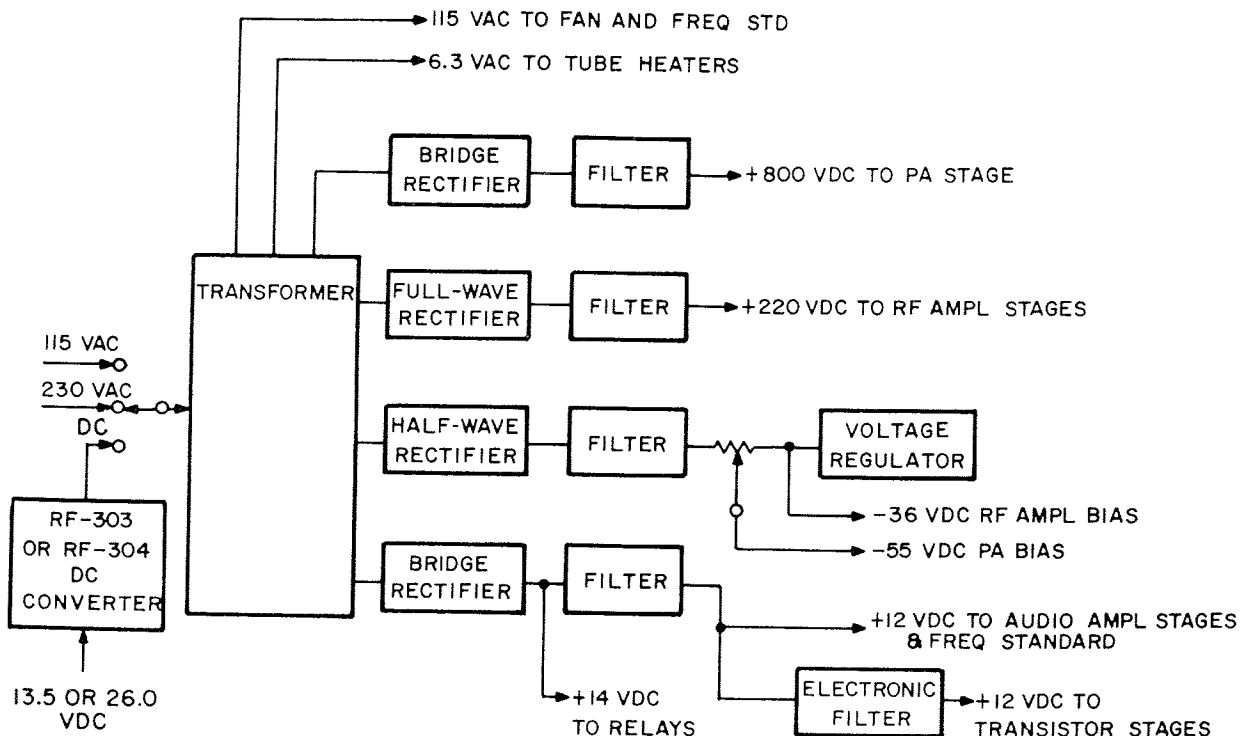 115 VAC TO FAN AND FREQ STD
6.3 VAC TO TUBE HEATERS
BRIDGE
RECTIFIER
FILTER
+800 VDC TO PA STAGE
TRANSFORMER
FULL-WAVE
RECTIFIER
FILTER
+220 VDC TO RF AMPL STAGES
115 VAC
230 VAC
DC
HALF-WAVE
RECTIFIER
FILTER
VOLTAGE
REGULATOR
-36 VDC RF AMPL BIAS
-55 VDC PA BIAS
RF-303
OR RF-304
DC
CONVERTER
13.5 OR 26.0
VDC
BRIDGE
RECTIFIER
FILTER
+12 VDC TO AUDIO AMPL STAGES
& FREQ STANDARD
+14 VDC
TO RELAYS
ELECTRONIC
FILTER
+12 VDC TO
TRANSISTOR STAGES